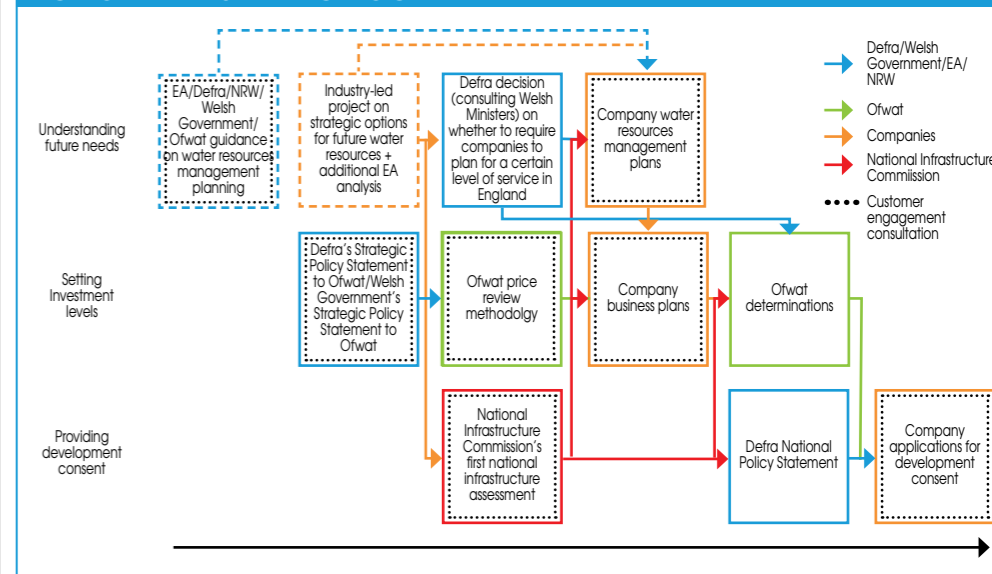 Understanding
future needs
EA/Defra/NRW/
Welsh
Government/
Ofwat guidance
on water resources
management
planning
Industry-led
project on
strategic options
for future water
resources +
additional EA
analysis
Defra decision
(consulting Welsh
Ministers) on
whether to require
companies to
plan for a certain
level of service in
England
Company water
resources
management
plans
Defra/Welsh
Government/EA/
NRW
Ofwat
Companies
National Infrastructure
Commiission
Customer
engagement
consultation
Setting
Investment
levels
Defra's Strategic
Policy Statement
to Ofwat/Welsh
Government's
Strategic Policy
Statement to
Ofwat
Ofwat price
review
methodolgy
Company
business plans
Ofwat
determinations
Providing
development
consent
National
Infrastructure
Commission's
first national
infrastructure
assessment
Defra National
Policy Statement
Company
applications for
development
consent